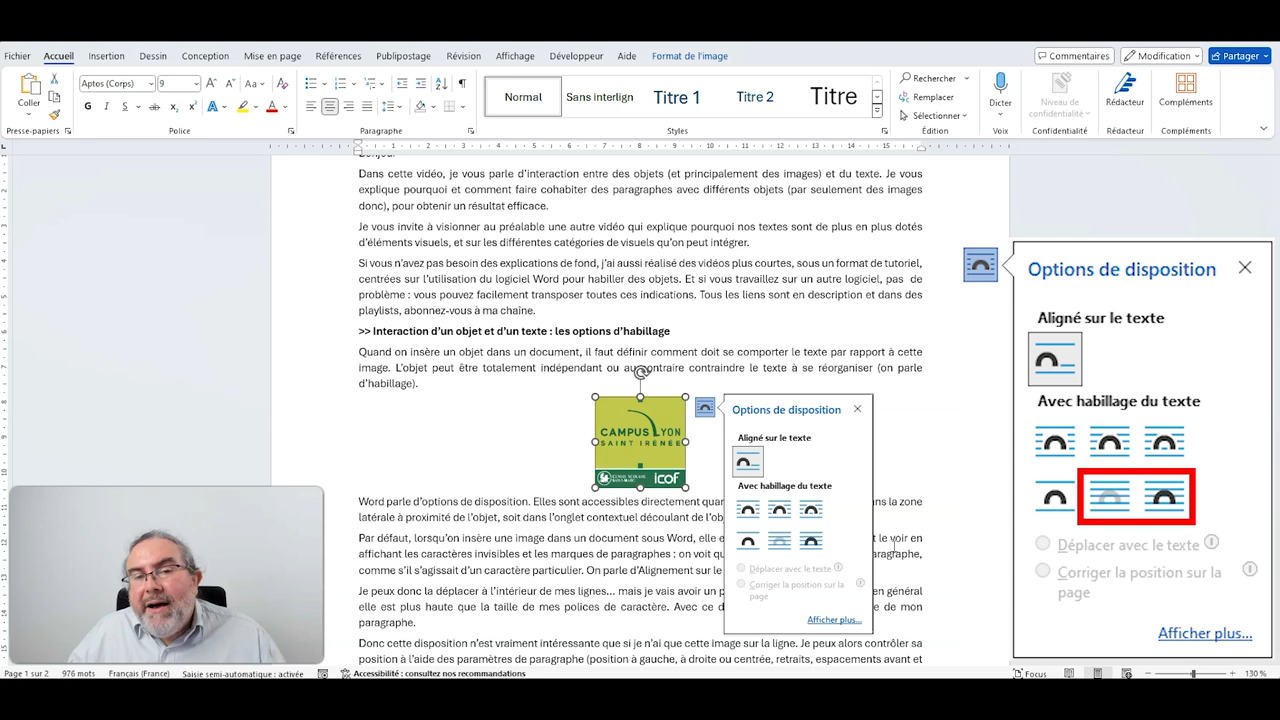 Fichier Accueil Insertion Dessin Conception Mise en page Références Publipostage Révision Affichage Développeur Aide Format de l'image Commentaires Modification Partager
Coller
Aptos (Corps) 9
Normal Sans interlign Titre 1 Titre 2 Titre
Rechercher
Remplacer
Sélectionner
Dicter
Niveau de confidentialité
Rédacteur
Compléments
Presse-papiers Police Paragraphe Styles Édition Voix Confidentialité Rédacteur Compléments
Bonjour
Dans cette vidéo, je vous parle d'interaction entre des objets (et principalement des images) et du texte. Je vous
explique pourquoi et comment faire cohabiter des paragraphes avec différents objets (par seulement des images
donc), pour obtenir un résultat efficace.
Je vous invite à visionner au préalable une autre vidéo qui explique pourquoi nos textes sont de plus en plus dotés
d'éléments visuels, et sur les différentes catégories de visuels qu'on peut intégrer.
Si vous n'avez pas besoin des explications de fond, j'ai aussi réalisé des vidéos plus courtes, sous un format de tutoriel,
centrées sur l'utilisation du logiciel Word pour habiller des objets. Et si vous travaillez sur un autre logiciel, pas de
problème : vous pouvez facilement transposer toutes ces indications. Tous les liens sont en description et dans des
playlists, abonnez-vous à ma chaîne.
>> Interaction d'un objet et d'un texte : les options d'habillage
Quand on insère un objet dans un document, il faut définir comment doit se comporter le texte par rapport à cette
image. L'objet peut être totalement indépendant ou au contraire contraindre le texte à se réorganiser (on parle
d'habillage).
CAMPUS LYON
SAINT IRÉNÉE
icof
Options de disposition
Aligné sur le texte
Avec habillage du texte
Déplacer avec le texte
Corriger la position sur la
page
Afficher plus...
Word parle d'options de disposition. Elles sont accessibles directement quan
ans la zone
latérale à proximité de l'objet, soit dans l'onglet contextuel découlant de l'ob
Par défaut, lorsqu'on insère une image dans un document sous Word, elle e
t le voir en
affichant les caractères invisibles et les marques de paragraphes : on voit qu
paragraphe,
comme s'il s'agissait d'un caractère particulier. On parle d'Alignement sur le
Je peux donc la déplacer à l'intérieur de mes lignes... mais je vais avoir un p
en général
elle est plus haute que la taille de mes polices de caractère. Avec ce d
e de mon
paragraphe.
Donc cette disposition n'est vraiment intéressante que si je n'ai que cette image sur la ligne. Je peux alors contrôler sa
position à l'aide des paramètres de paragraphe (position à gauche, à droite ou centrée, retraits, espacements avant et
Options de disposition
Aligné sur le texte
Avec habillage du texte
Déplacer avec le texte
Corriger la position sur la
page
Afficher plus...
Page 1 sur 2 976 mots Français (France) Saisie semi-automatique : activée Accessibilité : consultez nos recommandations Focus 130 %